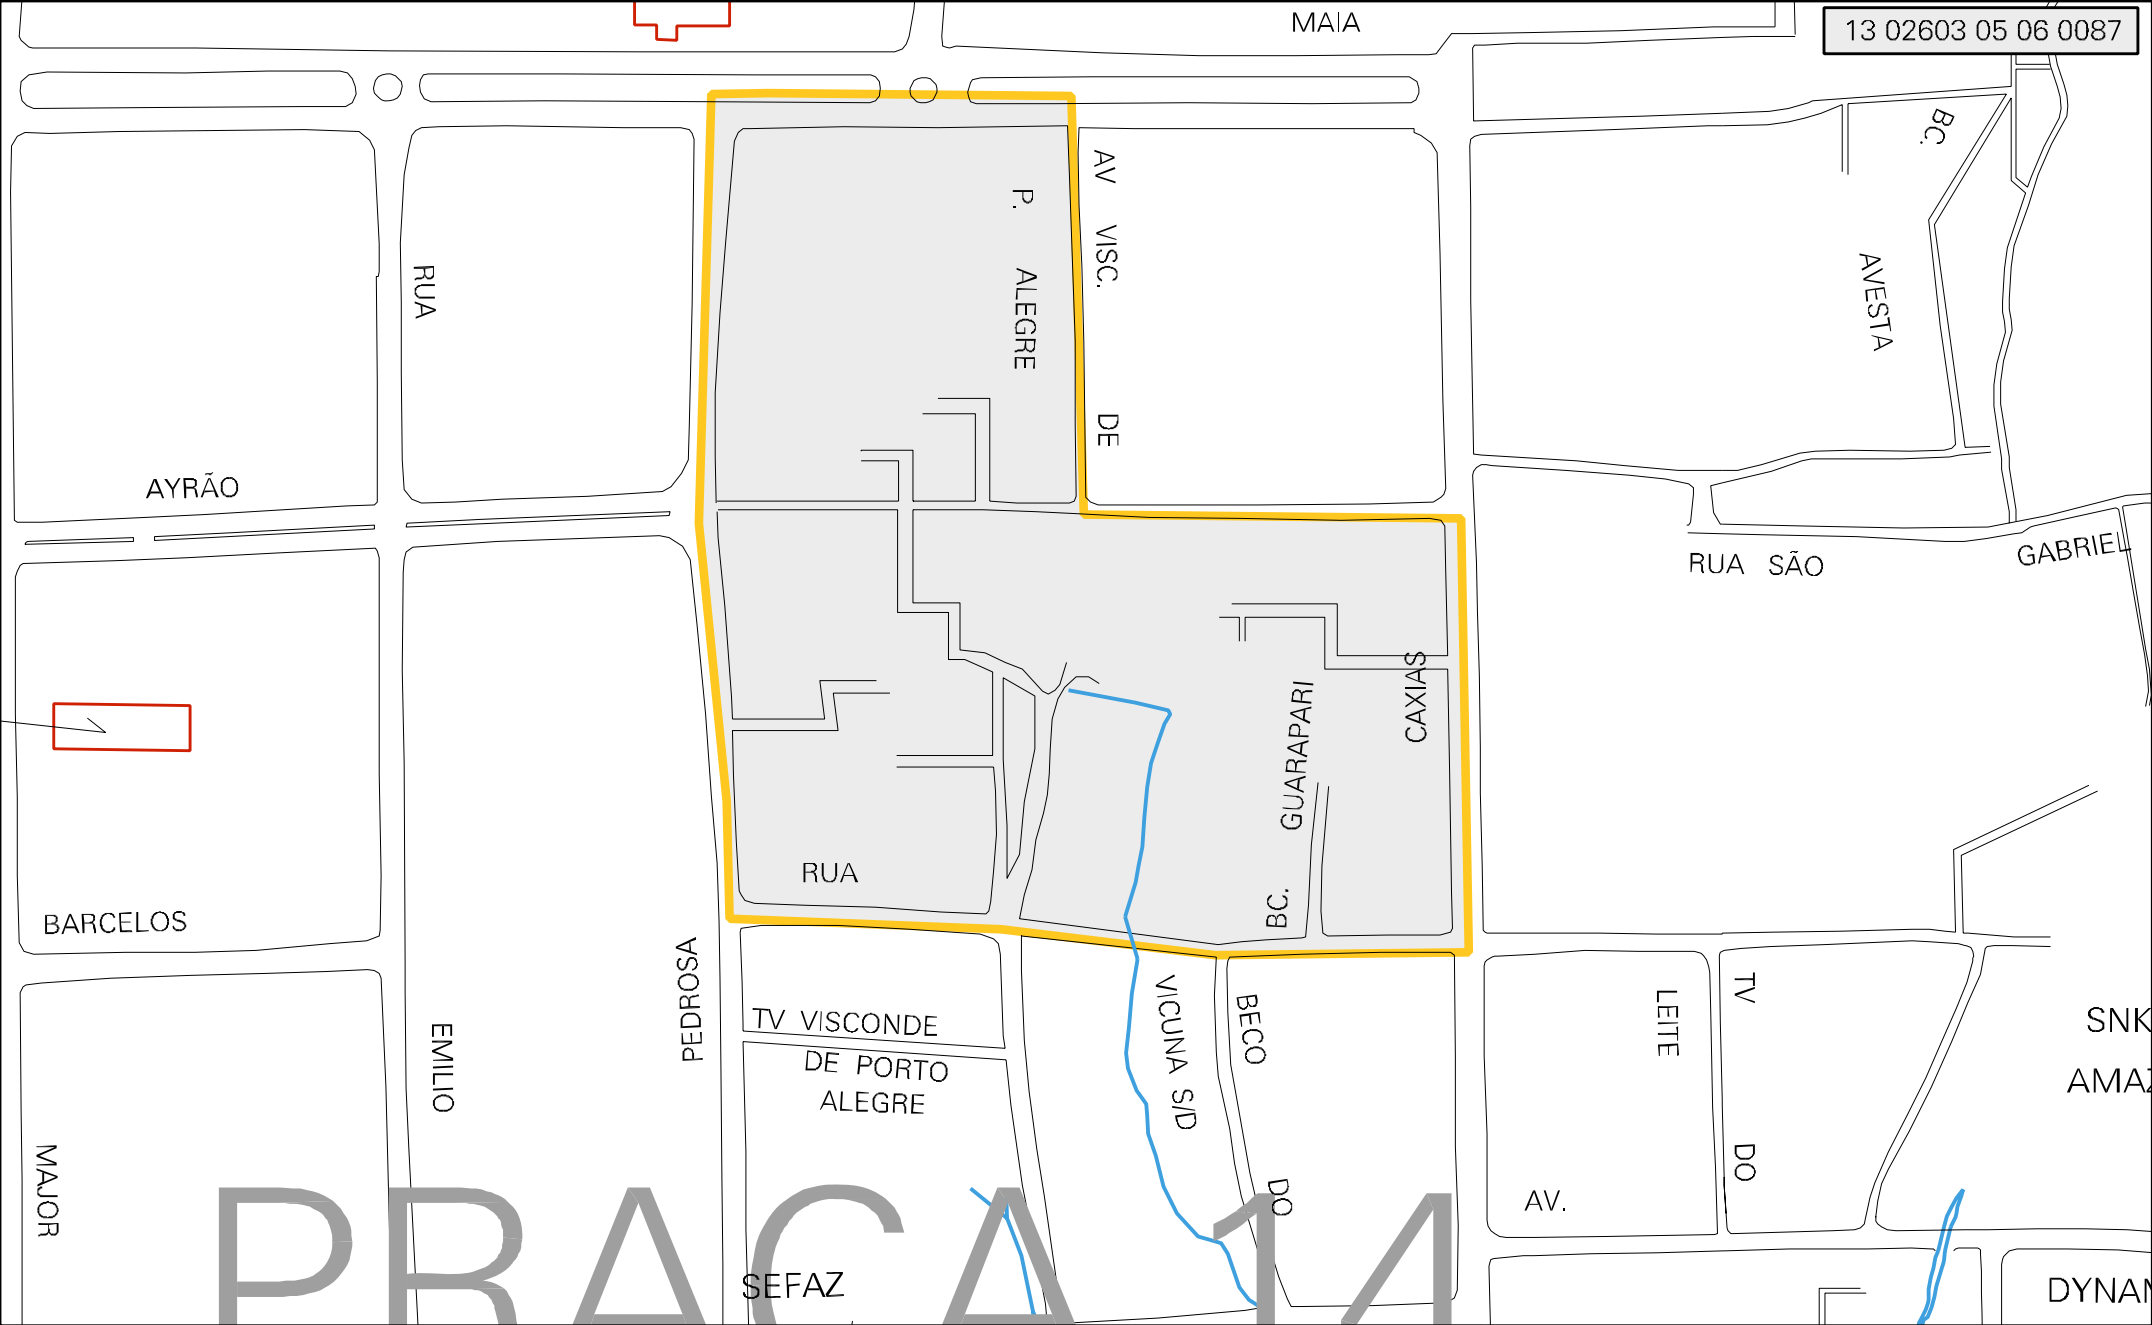 MAIA
13 02603 05 06 0087
BC.
AV VISC. DE
P. ALEGRE
RUA
AVESTA
AYRÃO
RUA SÃO GABRIEL
CAXIAS
BC. GUARAPARI
RUA
BARCELOS
PEDROSA
EMILIO
MAJOR
TV VISCONDE
DE PORTO
ALEGRE
VICUNA S/D
BECO DO
LEITE
TV DO
SNK
AMAZ
AV.
PRAÇA 14
SEFAZ
DYNAM